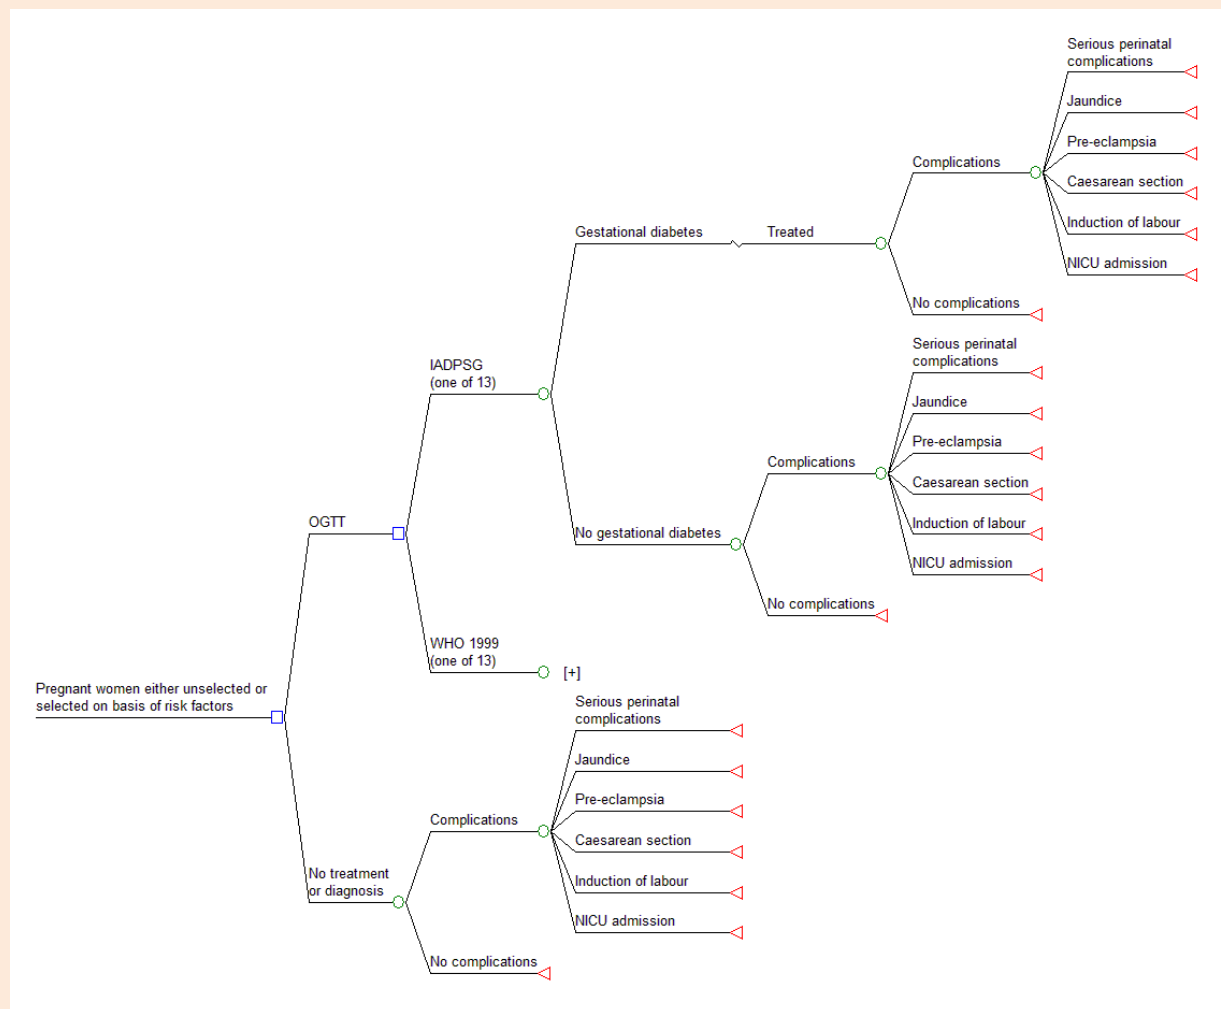 Serious perinatal
complications
Jaundice
Pre-eclampsia
Complications
Caesarean section
Induction of labour
Gestational diabetes
Treated
NICU admission
No complications
Serious perinatal
complications
IADPSG
(one of 13)
Jaundice
Pre-eclampsia
Complications
Caesarean section
OGTT
Induction of labour
No gestational diabetes
NICU admission
No complications
WHO 1999
(one of 13)
[+]
Pregnant women either unselected or
selected on basis of risk factors
Serious perinatal
complications
Jaundice
Pre-eclampsia
Complications
Caesarean section
No treatment
or diagnosis
Induction of labour
NICU admission
No complications